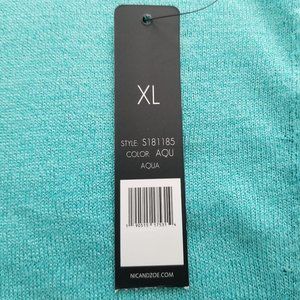 XL
STYLE: S181185
COLOR: AQU
AQUA
NICANDZOE.COM